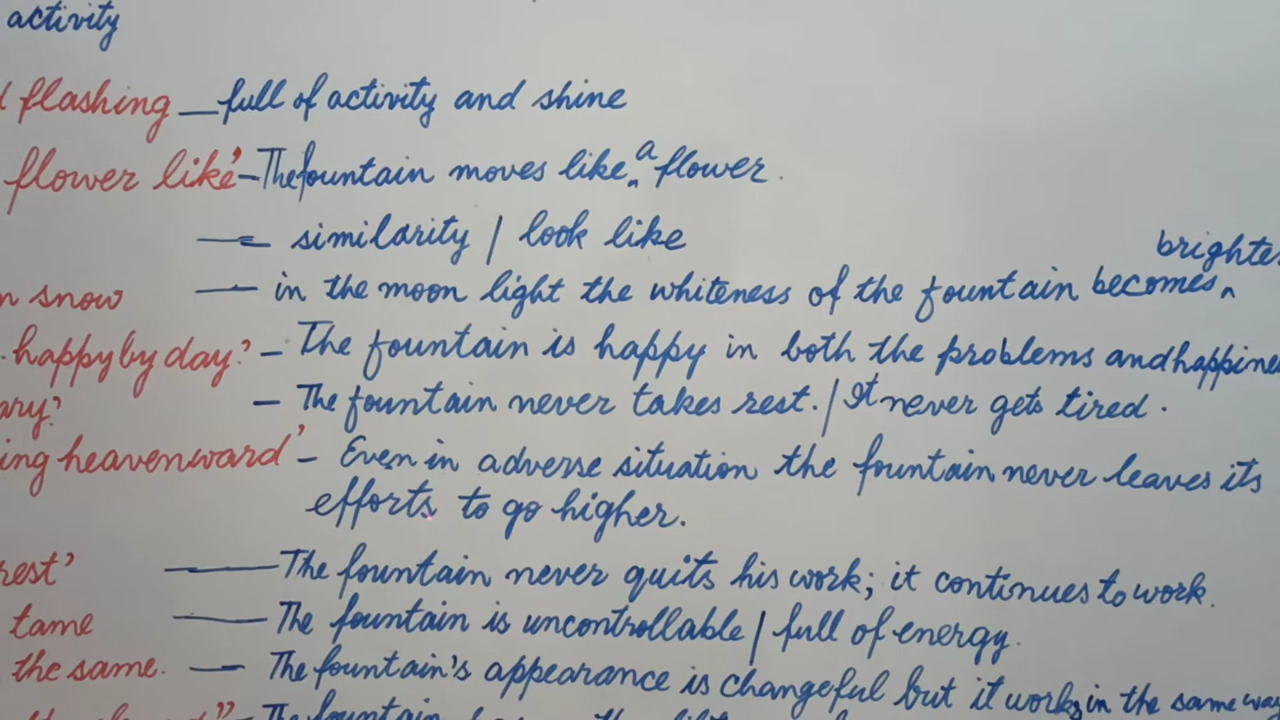 activity
flashing — full of activity and shine
flower like' - The fountain moves like a flower.
— similarity / look like
snow — in the moon light the whiteness of the fountain becomes brighte
happy by day.' - The fountain is happy in both the problems and happine
ary.' - The fountain never takes rest. / It never gets tired.
ing heavenward' - Even in adverse situation the fountain never leaves its
efforts to go higher.
rest' — The fountain never quits his work; it continues to work.
tame — The fountain is uncontrollable / full of energy.
the same. — The fountain's appearance is changeful but it works in the same way
The fountain